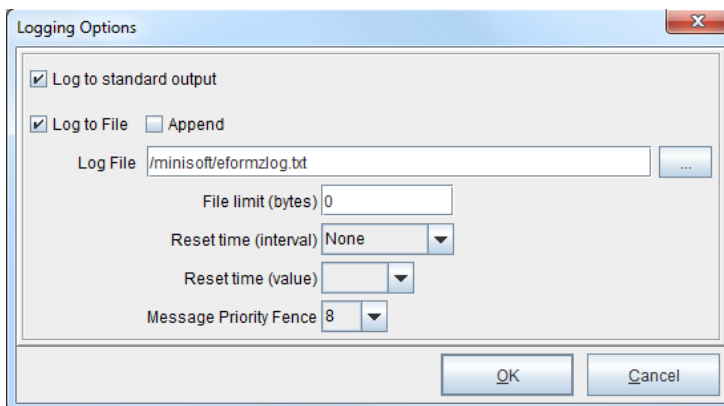 Logging Options
Log to standard output
Log to File Append
Log File /minisoft/eformzlog.txt ...
File limit (bytes) 0
Reset time (interval) None
Reset time (value)
Message Priority Fence 8
OK Cancel